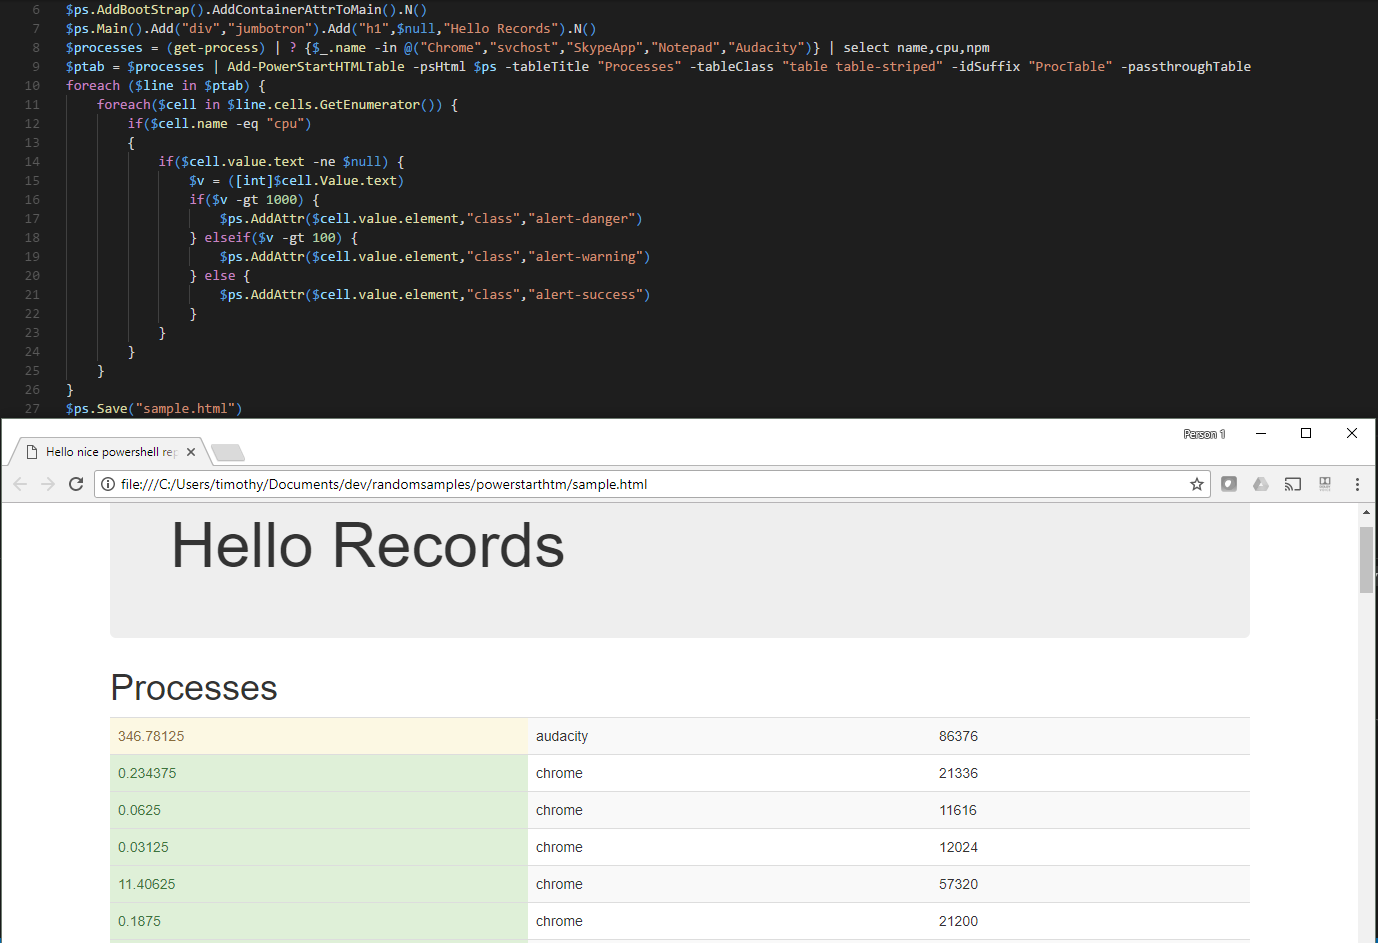 6 $ps.AddBootStrap().AddContainerAttrToMain().N()
7 $ps.Main().Add("div","jumbotron").Add("h1",$null,"Hello Records").N()
8 $processes = (get-process) | ? {$_.name -in @("Chrome","svchost","SkypeApp","Notepad","Audacity")} | select name,cpu,npm
9 $ptab = $processes | Add-PowerStartHTMLTable -psHtml $ps -tableTitle "Processes" -tableClass "table table-striped" -idSuffix "ProcTable" -passthroughTable
10 foreach ($line in $ptab) {
11 foreach($cell in $line.cells.GetEnumerator()) {
12 if($cell.name -eq "cpu")
13 {
14 if($cell.value.text -ne $null) {
15 $v = ([int]$cell.Value.text)
16 if($v -gt 1000) {
17 $ps.AddAttr($cell.value.element,"class","alert-danger")
18 } elseif($v -gt 100) {
19 $ps.AddAttr($cell.value.element,"class","alert-warning")
20 } else {
21 $ps.AddAttr($cell.value.element,"class","alert-success")
22 }
23 }
24 }
25 }
26 }
27 $ps.Save("sample.html")
Person 1
Hello nice powershell rep
file:///C:/Users/timothy/Documents/dev/randomsamples/powerstarthtm/sample.html
Hello Records
Processes
346.78125 audacity 86376
0.234375 chrome 21336
0.0625 chrome 11616
0.03125 chrome 12024
11.40625 chrome 57320
0.1875 chrome 21200